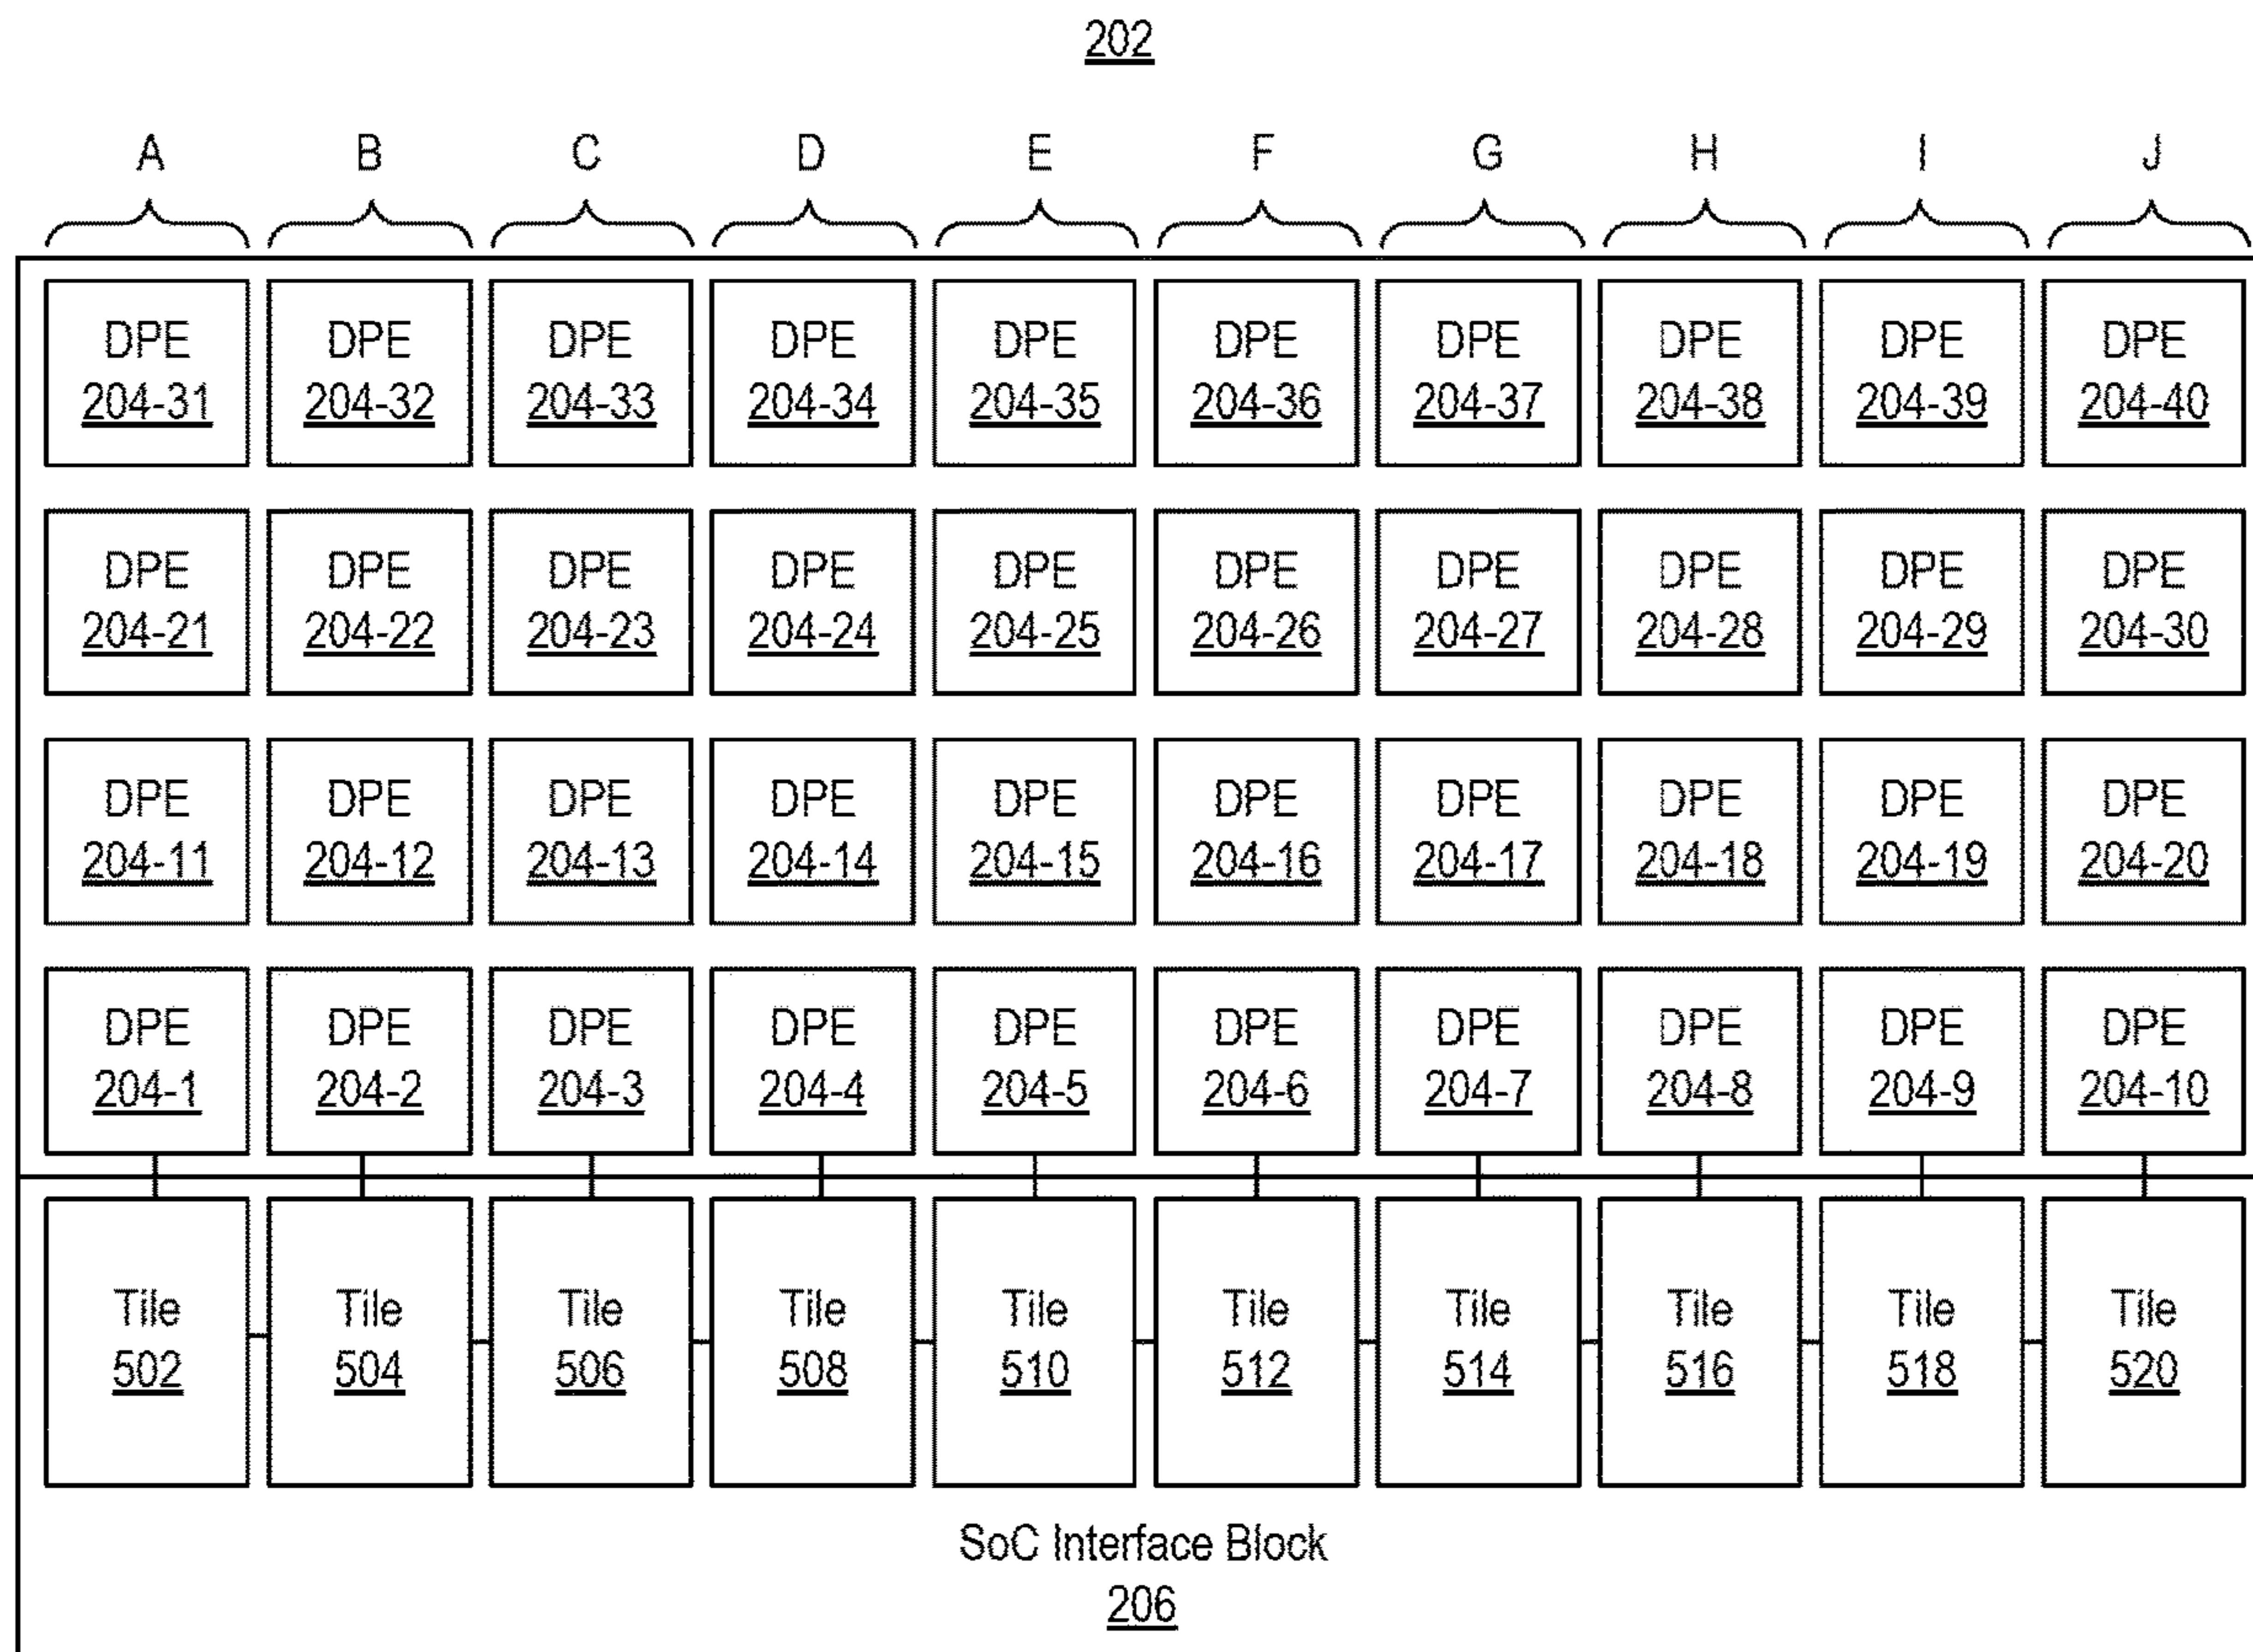 202
A B C D E F G H I J
DPE DPE DPE DPE DPE DPE DPE DPE DPE DPE
204-31 204-32 204-33 204-34 204-35 204-36 204-37 204-38 204-39 204-40
DPE DPE DPE DPE DPE DPE DPE DPE DPE DPE
204-21 204-22 204-23 204-24 204-25 204-26 204-27 204-28 204-29 204-30
DPE DPE DPE DPE DPE DPE DPE DPE DPE DPE
204-11 204-12 204-13 204-14 204-15 204-16 204-17 204-18 204-19 204-20
DPE DPE DPE DPE DPE DPE DPE DPE DPE DPE
204-1 204-2 204-3 204-4 204-5 204-6 204-7 204-8 204-9 204-10
Tile Tile Tile Tile Tile Tile Tile Tile Tile Tile
502 504 506 508 510 512 514 516 518 520
SoC Interface Block
206